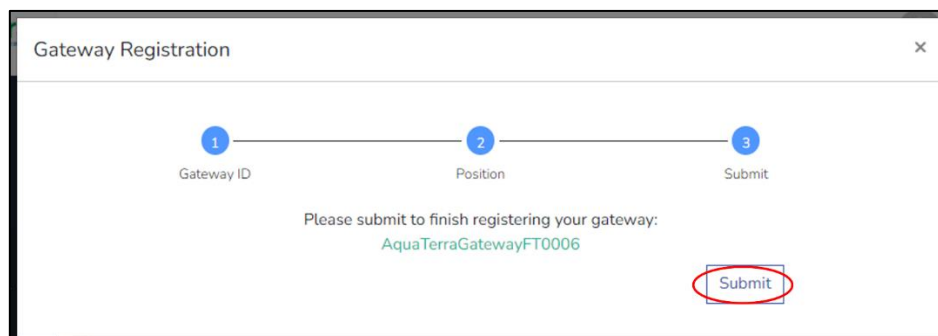 Gateway Registration ×
1 2 3
Gateway ID Position Submit
Please submit to finish registering your gateway:
AquaTerraGatewayFT0006
Submit